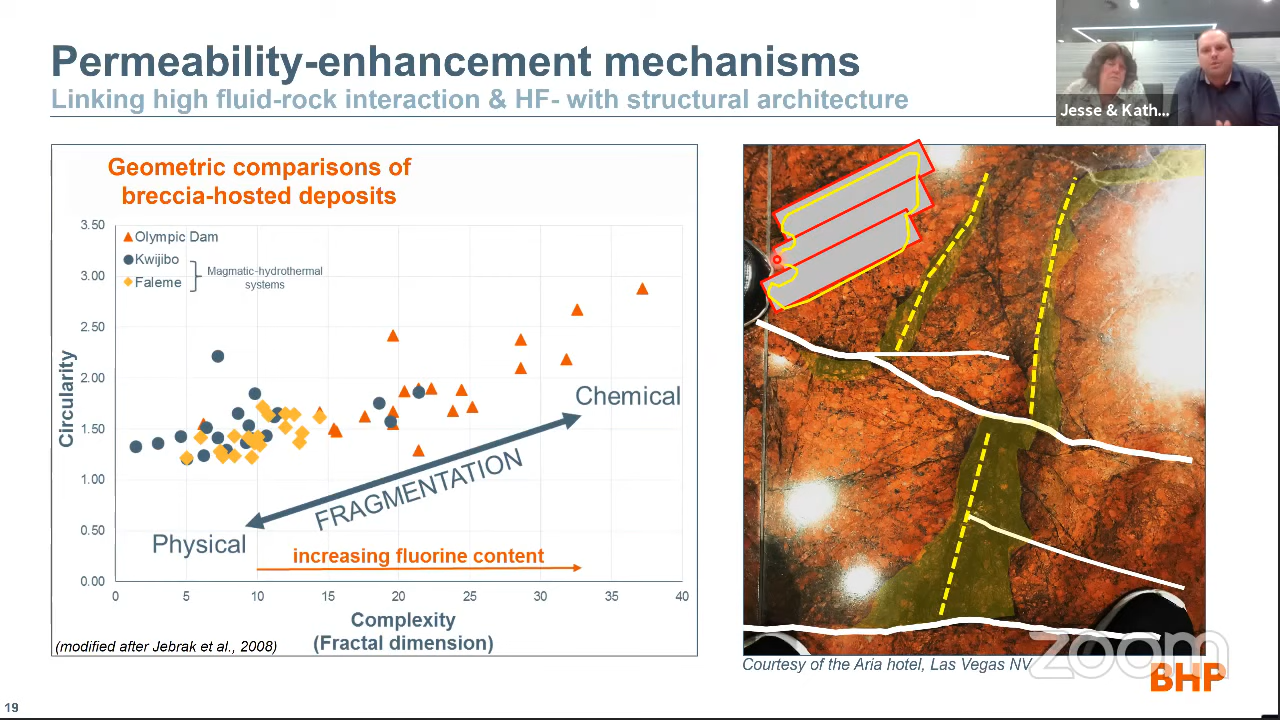 Permeability-enhancement mechanisms
Linking high fluid-rock interaction & HF- with structural architecture
Jesse & Kath...
Geometric comparisons of
breccia-hosted deposits
3.50
3.00
2.50
2.00
1.50
1.00
0.50
0.00
Circularity
Olympic Dam
Kwijibo
Faleme
Magmatic-hydrothermal
systems
Chemical
FRAGMENTATION
Physical
increasing fluorine content
0 5 10 15 20 25 30 35 40
Complexity
(Fractal dimension)
(modified after Jebrak et al., 2008)
Courtesy of the Aria hotel, Las Vegas NV
zoom
BHP
19